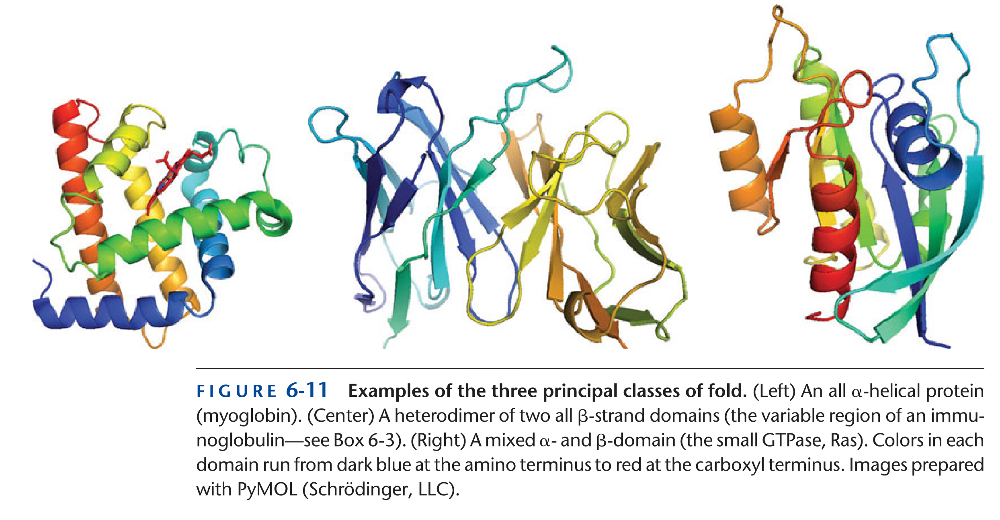 FIGURE 6-11 Examples of the three principal classes of fold. (Left) An all α-helical protein
(myoglobin). (Center) A heterodimer of two all β-strand domains (the variable region of an immu-
noglobulin—see Box 6-3). (Right) A mixed α- and β-domain (the small GTPase, Ras). Colors in each
domain run from dark blue at the amino terminus to red at the carboxyl terminus. Images prepared
with PyMOL (Schrödinger, LLC).